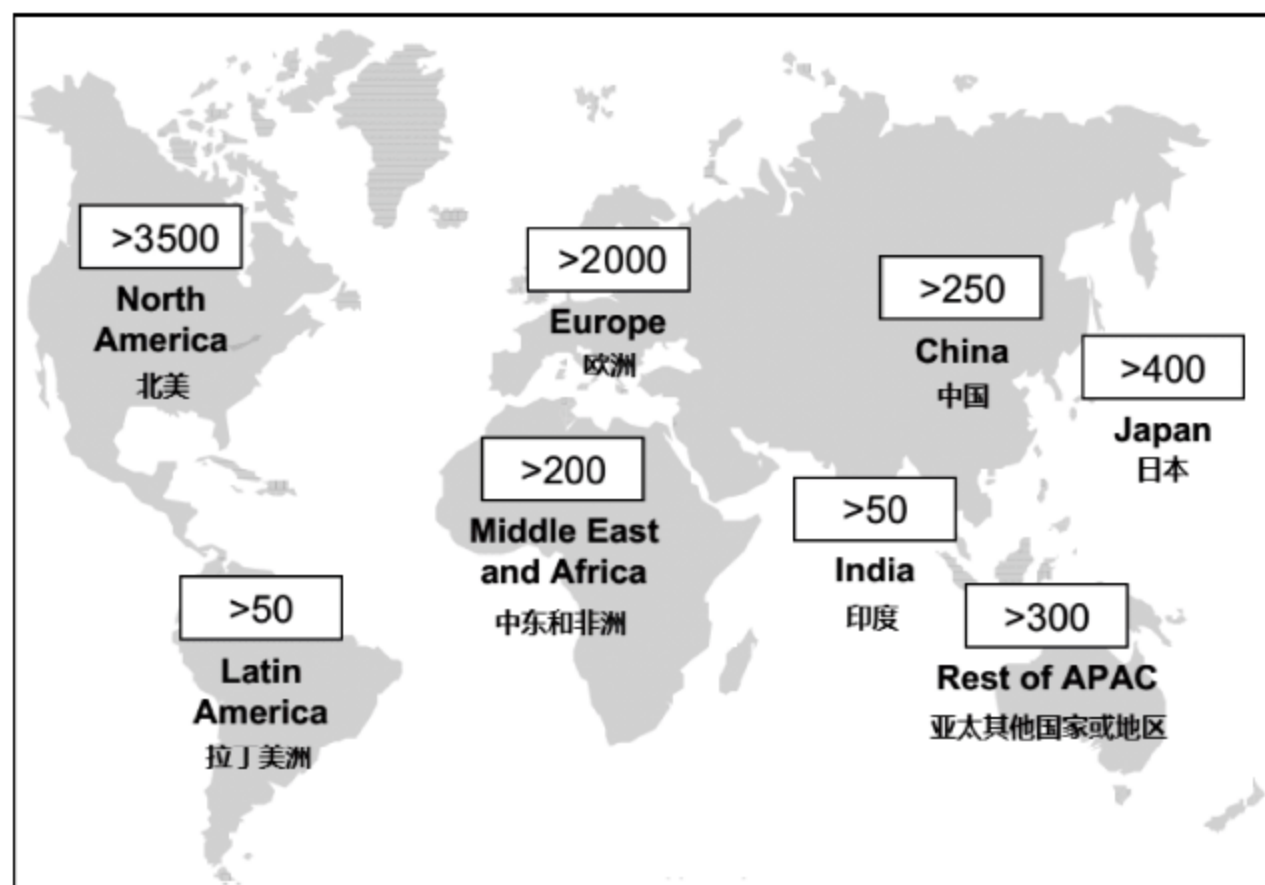 >3500
North
America
北美
>2000
Europe
欧洲
>250
China
中国
>400
Japan
日本
>200
Middle East
and Africa
中东和非洲
>50
India
印度
>50
Latin
America
拉丁美洲
>300
Rest of APAC
亚太其他国家或地区